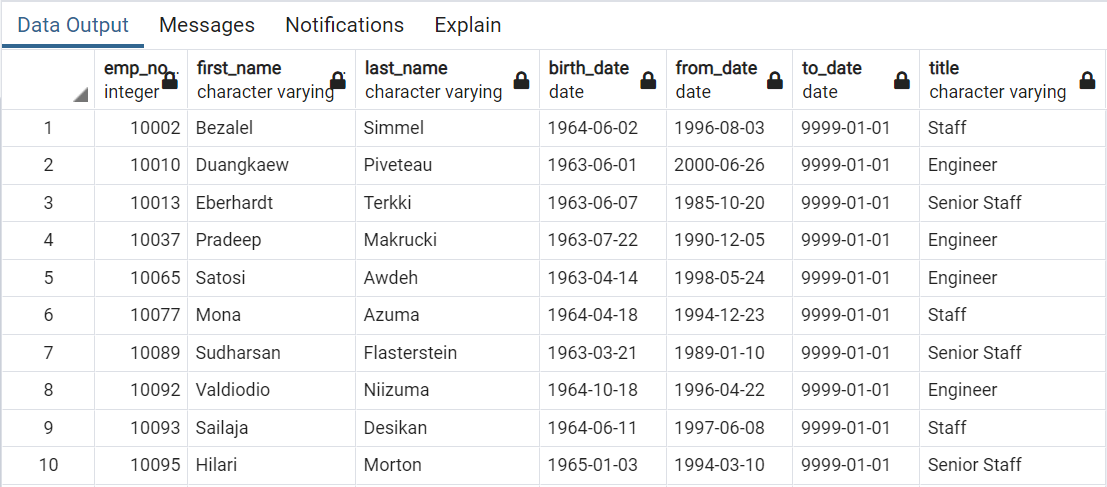 Data Output Messages Notifications Explain
emp_no.. first_name last_name birth_date from_date to_date title
integer character varying character varying date date date character varying
1 10002 Bezalel Simmel 1964-06-02 1996-08-03 9999-01-01 Staff
2 10010 Duangkaew Piveteau 1963-06-01 2000-06-26 9999-01-01 Engineer
3 10013 Eberhardt Terkki 1963-06-07 1985-10-20 9999-01-01 Senior Staff
4 10037 Pradeep Makrucki 1963-07-22 1990-12-05 9999-01-01 Engineer
5 10065 Satosi Awdeh 1963-04-14 1998-05-24 9999-01-01 Engineer
6 10077 Mona Azuma 1964-04-18 1994-12-23 9999-01-01 Staff
7 10089 Sudharsan Flasterstein 1963-03-21 1989-01-10 9999-01-01 Senior Staff
8 10092 Valdiodio Niizuma 1964-10-18 1996-04-22 9999-01-01 Engineer
9 10093 Sailaja Desikan 1964-06-11 1997-06-08 9999-01-01 Staff
10 10095 Hilari Morton 1965-01-03 1994-03-10 9999-01-01 Senior Staff